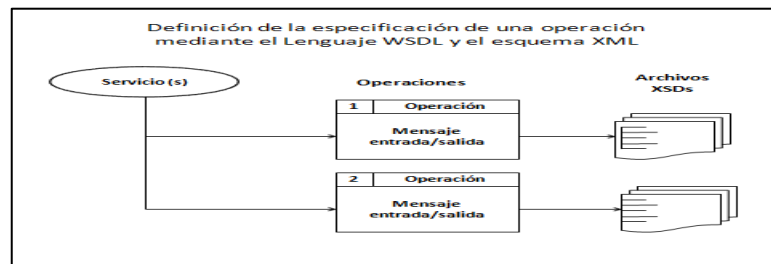 Definición de la especificación de una operación
mediante el Lenguaje WSDL y el esquema XML
Servicio(s)
Operaciones
Archivos
XSDs
1 Operación
Mensaje
entrada/salida
2 Operación
Mensaje
entrada/salida